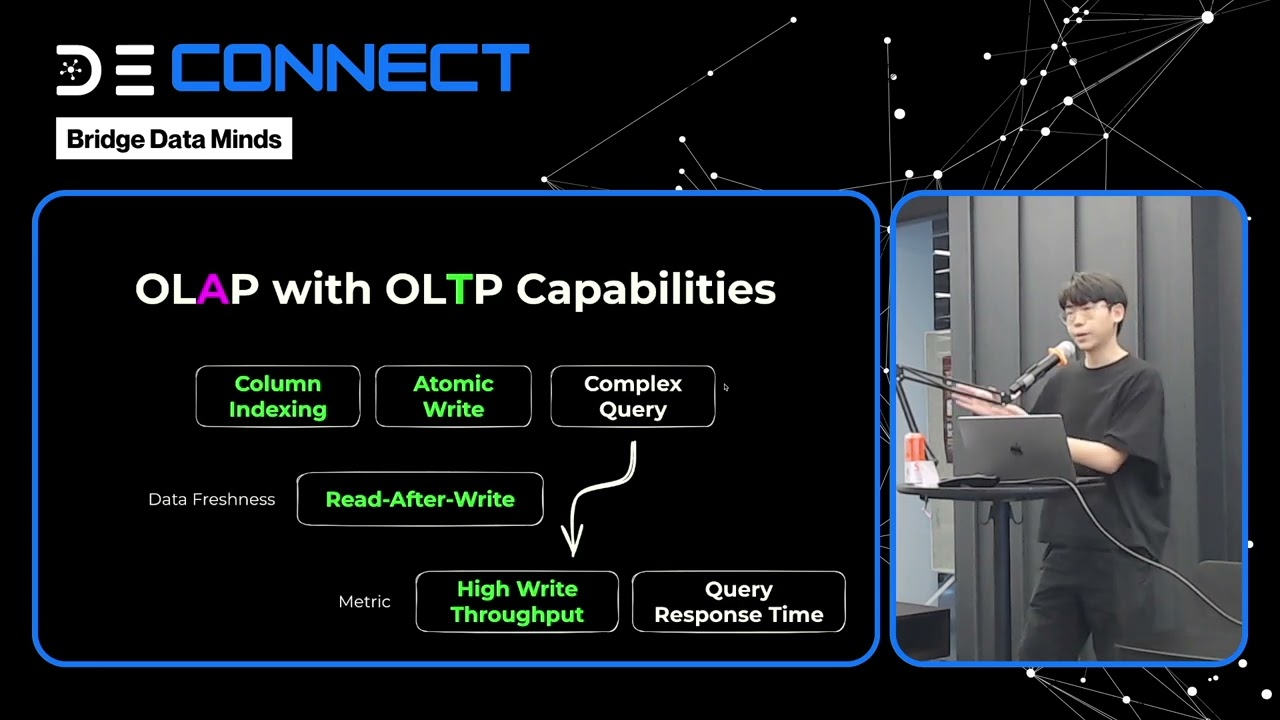 DE CONNECT
Bridge Data Minds
OLAP with OLTP Capabilities
Column
Indexing
Atomic
Write
Complex
Query
Data Freshness
Read-After-Write
Metric
High Write
Throughput
Query
Response Time